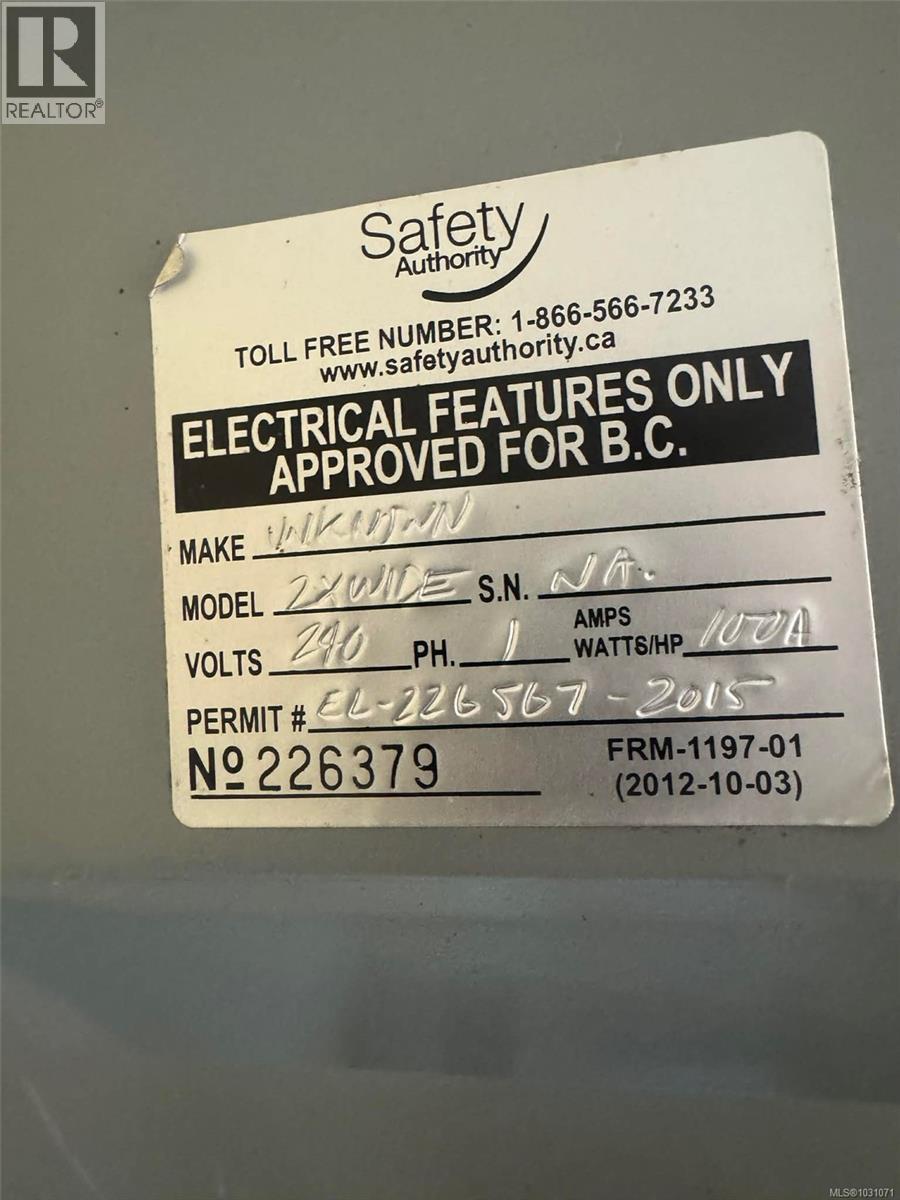 R
REALTOR®
Safety
Authority
TOLL FREE NUMBER: 1-866-566-7233
www.safetyauthority.ca
ELECTRICAL FEATURES ONLY
APPROVED FOR B.C.
MAKE UNKNOWN
MODEL 2XWIDE S.N. NA.
VOLTS 240 PH. 1 AMPS WATTS/HP 100A
PERMIT # EL-226567-2015
Nº 226379 FRM-1197-01
(2012-10-03)
MLS®1031071